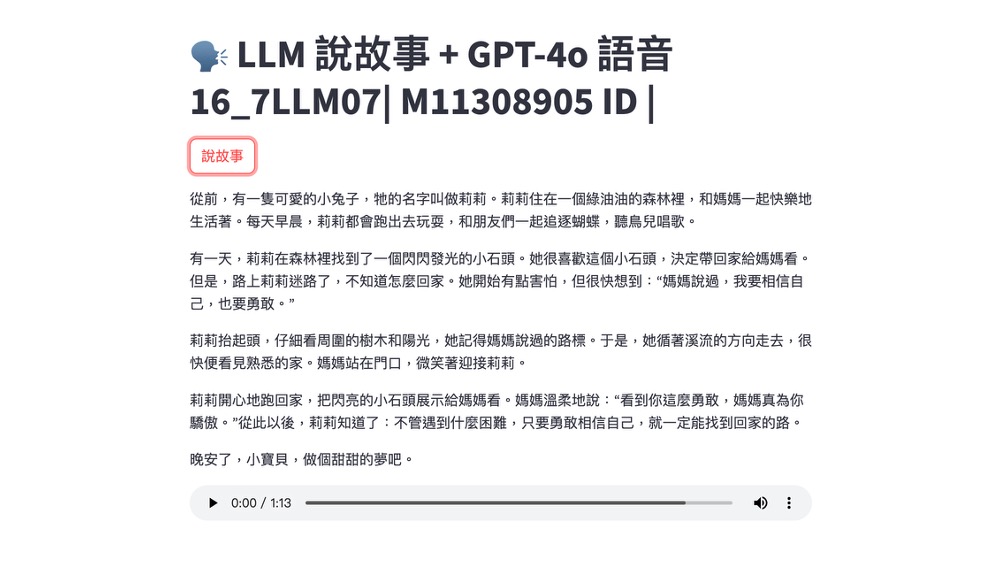 🗣️ LLM 說故事 + GPT-4o 語音
16_7LLM07| M11308905 ID |
說故事
從前，有一隻可愛的小兔子，牠的名字叫做莉莉。莉莉住在一個綠油油的森林裡，和媽媽一起快樂地
生活著。每天早晨，莉莉都會跑出去玩耍，和朋友們一起追逐蝴蝶，聽鳥兒唱歌。
有一天，莉莉在森林裡找到了一個閃閃發光的小石頭。她很喜歡這個小石頭，決定帶回家給媽媽看。
但是，路上莉莉迷路了，不知道怎麼回家。她開始有點害怕，但很快想到：“媽媽說過，我要相信自
己，也要勇敢。”
莉莉抬起頭，仔細看周圍的樹木和陽光，她記得媽媽說過的路標。于是，她循著溪流的方向走去，很
快便看見熟悉的家。媽媽站在門口，微笑著迎接莉莉。
莉莉開心地跑回家，把閃亮的小石頭展示給媽媽看。媽媽溫柔地說：“看到你這麼勇敢，媽媽真為你
驕傲。”從此以後，莉莉知道了：不管遇到什麼困難，只要勇敢相信自己，就一定能找到回家的路。
晚安了，小寶貝，做個甜甜的夢吧。
0:00 / 1:13